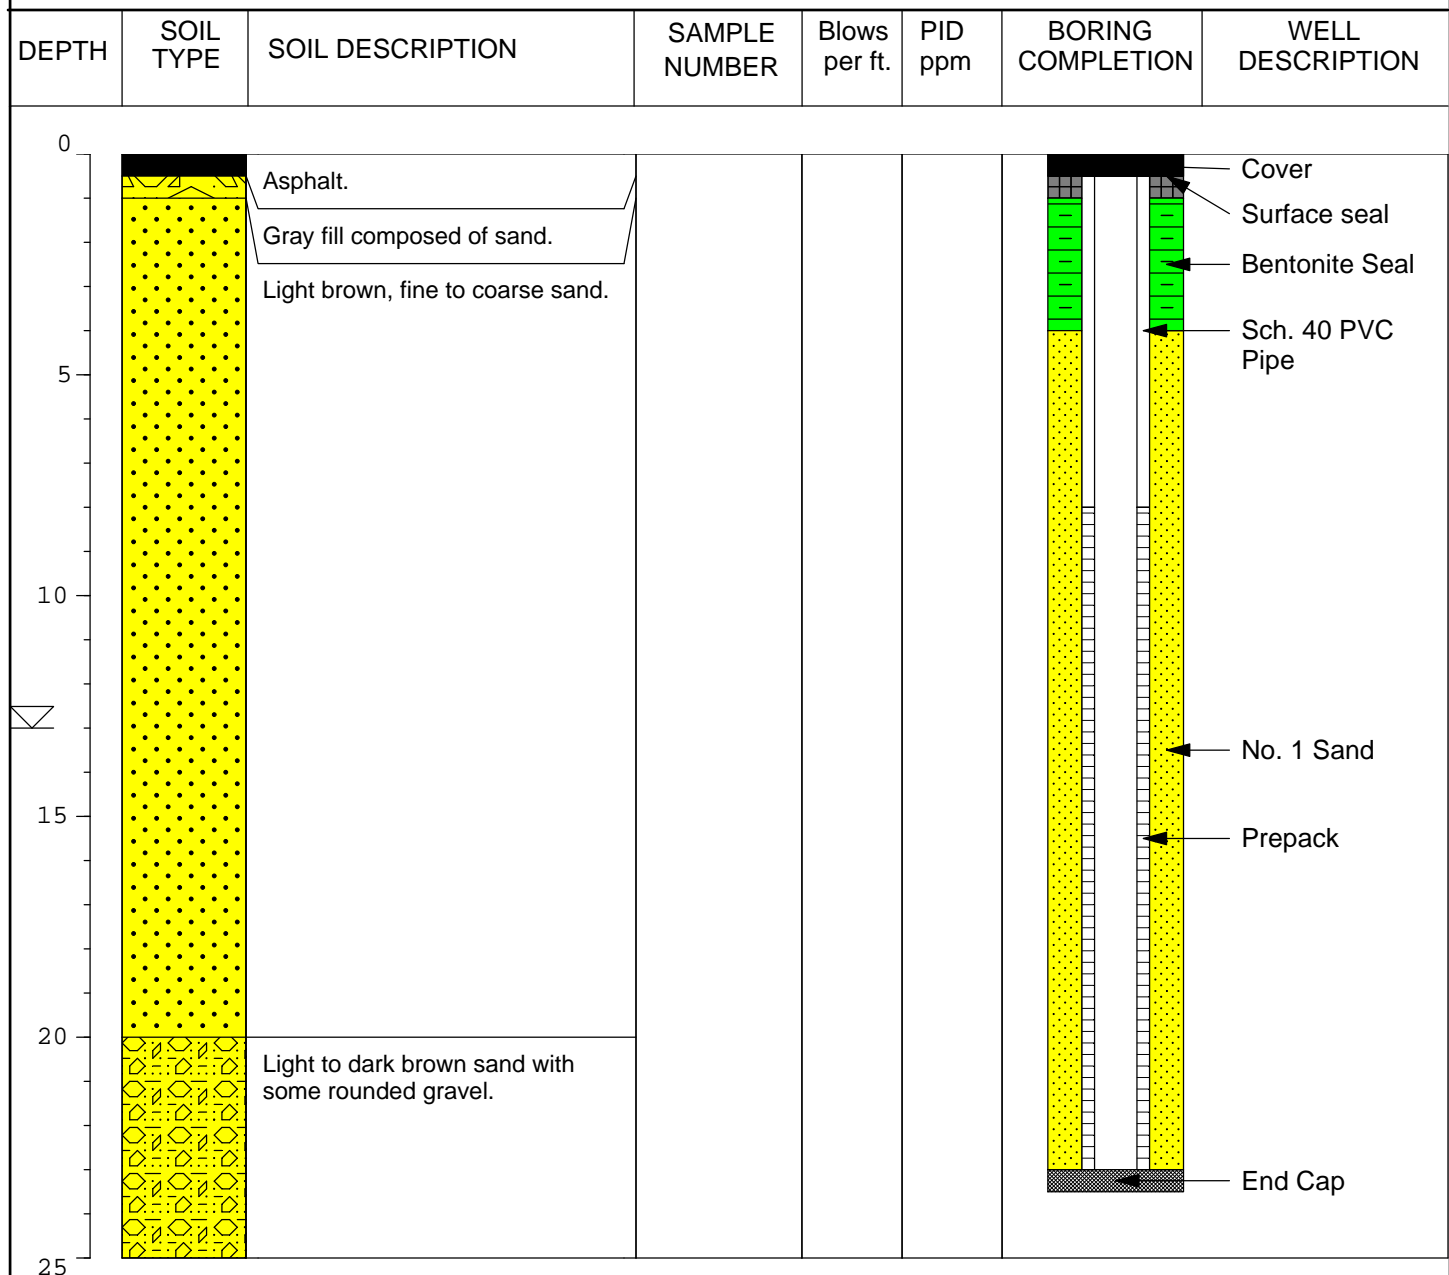 DEPTH
SOIL
TYPE
SOIL DESCRIPTION
SAMPLE
NUMBER
Blows
per ft.
PID
ppm
BORING
COMPLETION
WELL
DESCRIPTION
0
5
10
15
20
25
Asphalt.
Gray fill composed of sand.
Light brown, fine to coarse sand.
Light to dark brown sand with
some rounded gravel.
Cover
Surface seal
Bentonite Seal
Sch. 40 PVC
Pipe
No. 1 Sand
Prepack
End Cap